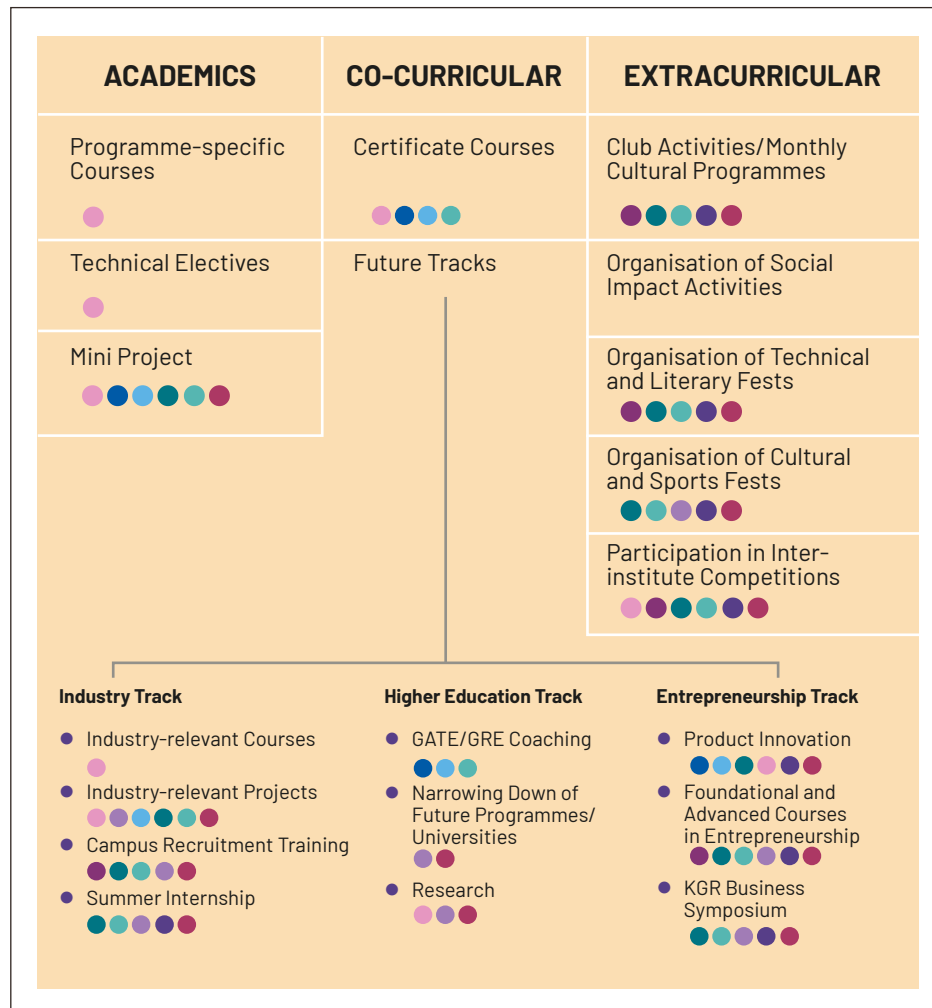 ACADEMICS
CO-CURRICULAR
EXTRACURRICULAR
Programme-specific
Courses
Certificate Courses
Club Activities/Monthly
Cultural Programmes
Technical Electives
Future Tracks
Organisation of Social
Impact Activities
Mini Project
Organisation of Technical
and Literary Fests
Organisation of Cultural
and Sports Fests
Participation in Inter-
institute Competitions
Industry Track
Industry-relevant Courses
Industry-relevant Projects
Campus Recruitment Training
Summer Internship
Higher Education Track
GATE/GRE Coaching
Narrowing Down of
Future Programmes/
Universities
Research
Entrepreneurship Track
Product Innovation
Foundational and
Advanced Courses
in Entrepreneurship
KGR Business
Symposium